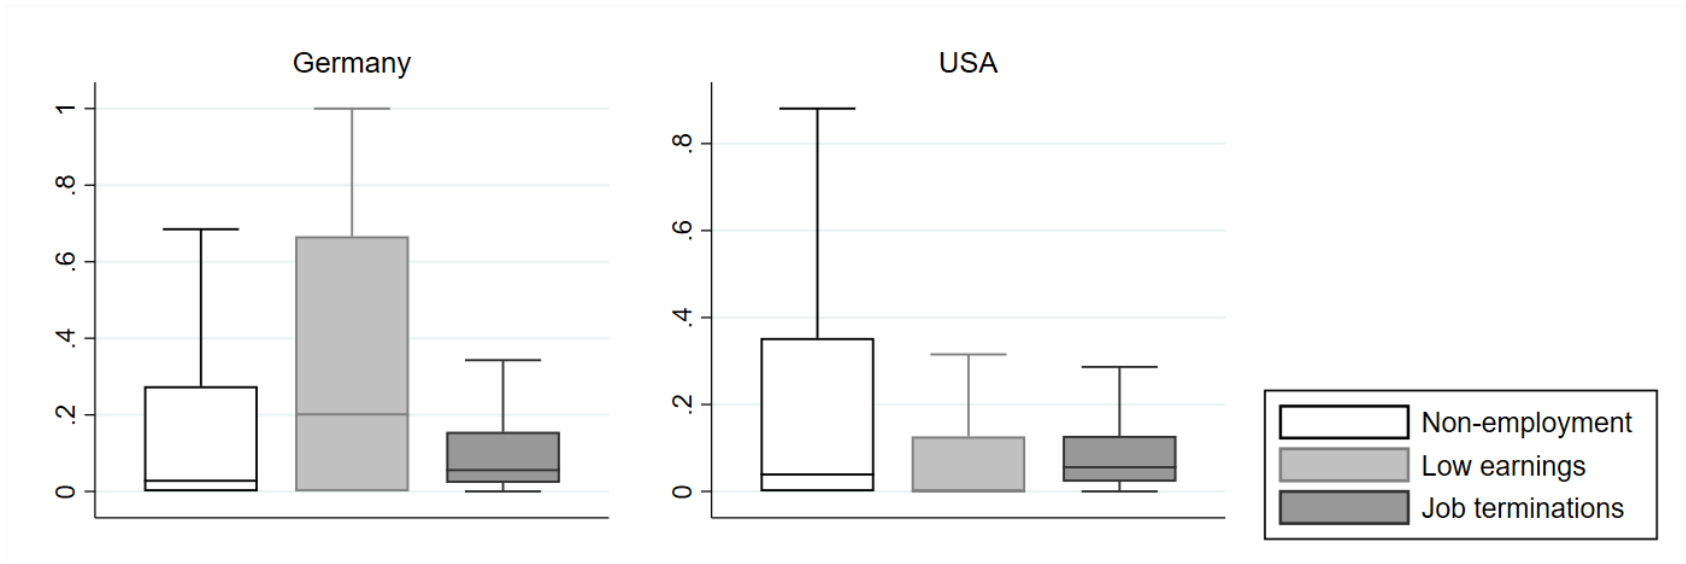 Germany
1
.8
.6
.4
.2
0
USA
.8
.6
.4
.2
0
Non-employment
Low earnings
Job terminations